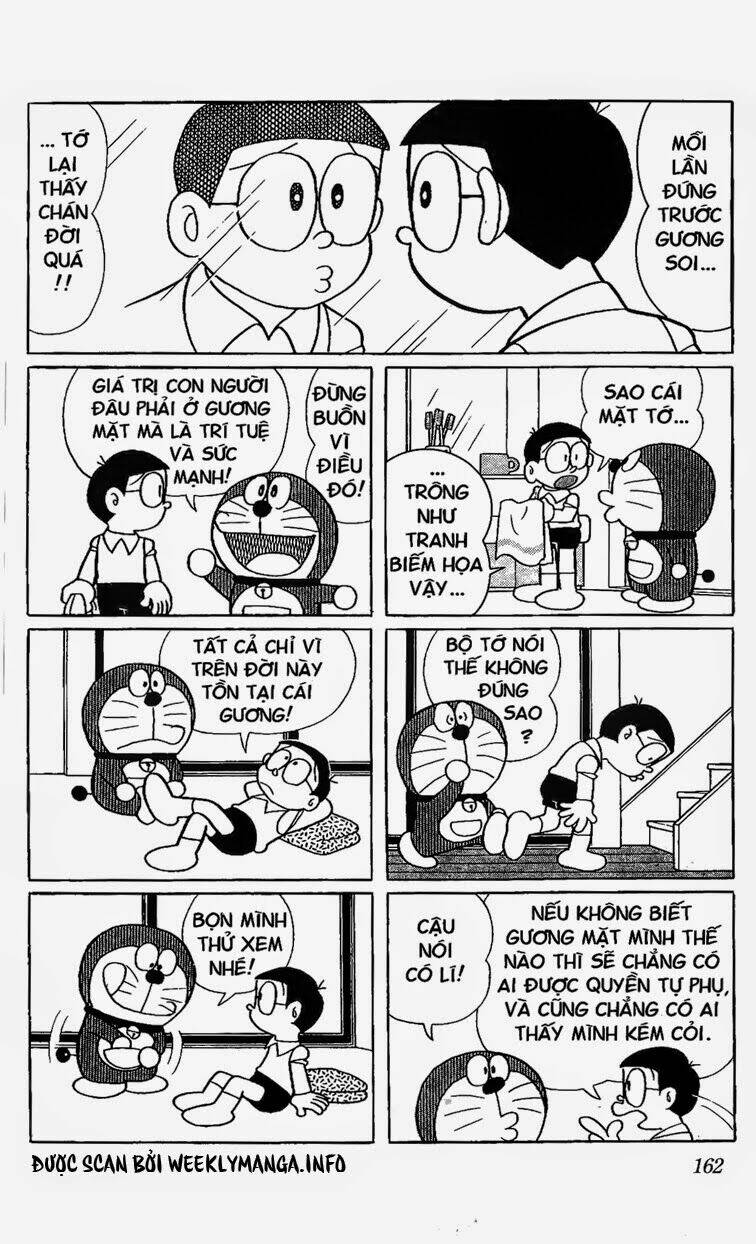 MỖI
LẦN
ĐỨNG
TRƯỚC
GƯƠNG
SOI...
... TỚ
LẠI
THẤY
CHÁN
ĐỜI
QUÁ
!!
SAO CÁI
MẶT TỚ...
...
TRÔNG
NHƯ
TRANH
BIẾM HỌA
VẬY...
ĐỪNG
BUỒN
VÌ
ĐIỀU
ĐÓ!
GIÁ TRỊ CON NGƯỜI
ĐÂU PHẢI Ở GƯƠNG
MẶT MÀ LÀ TRÍ TUỆ
VÀ SỨC
MẠNH!
BỘ TỚ NÓI
THẾ KHÔNG
ĐÚNG
SAO
?
TẤT CẢ CHỈ VÌ
TRÊN ĐỜI NÀY
TỒN TẠI CÁI
GƯƠNG!
NẾU KHÔNG BIẾT
GƯƠNG MẶT MÌNH THẾ
NÀO THÌ SẼ CHẲNG CÓ
AI ĐƯỢC QUYỀN TỰ PHỤ,
VÀ CŨNG CHẲNG CÓ AI
THẤY MÌNH KÉM CỎI.
CẬU
NÓI
CÓ LÍ!
BỌN MÌNH
THỬ XEM
NHÉ!
ĐƯỢC SCAN BỞI WEEKLYMANGA.INFO
162